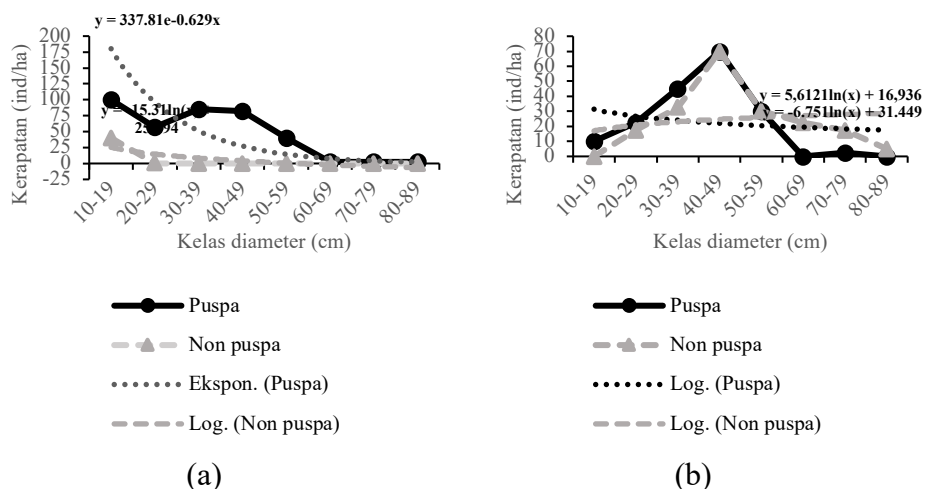 y = 337.81e-0.629x
Kerapatan (ind/ha)
200
175
150
125
100
75
50
25
0
-25
y = -15.31ln(x)
10-19
20-29
30-39
40-49
50-59
60-69
70-79
80-89
Kelas diameter (cm)
Puspa
Non puspa
Ekspon. (Puspa)
Log. (Non puspa)
(a)
Kerapatan (ind/ha)
80
70
60
50
40
30
20
10
0
y = 5,6121ln(x) + 16,936
= -6,751ln(x) + 31.449
10-19
20-29
30-39
40-49
50-59
60-69
70-79
80-89
Kelas diameter (cm)
Puspa
Non puspa
Log. (Puspa)
Log. (Non puspa)
(b)